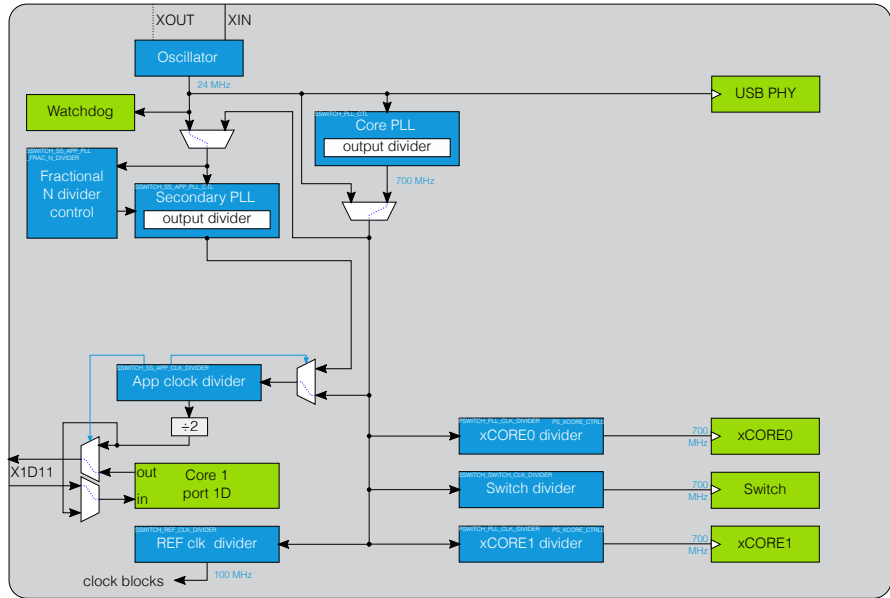 XOUT
XIN
Oscillator
24 MHz
USB PHY
Watchdog
SSWITCH_PLL_CTL
Core PLL
output divider
700 MHz
SSWITCH_SS_APP_PLL
_FRAC_N_DIVIDER
Fractional
N divider
control
SSWITCH_SS_APP_PLL_CTL
Secondary PLL
output divider
SSWITCH_SS_APP_CLK_DIVIDER
App clock divider
÷2
X1D11
out
in
Core 1
port 1D
PSWITCH_PLL_CLK_DIVIDER
PS_XCORE_CTRL0
xCORE0 divider
700
MHz
xCORE0
SSWITCH_SWITCH_CLK_DIVIDER
Switch divider
700
MHz
Switch
SSWITCH_REF_CLK_DIVIDER
REF clk divider
PSWITCH_PLL_CLK_DIVIDER
PS_XCORE_CTRL0
xCORE1 divider
700
MHz
xCORE1
100 MHz
clock blocks